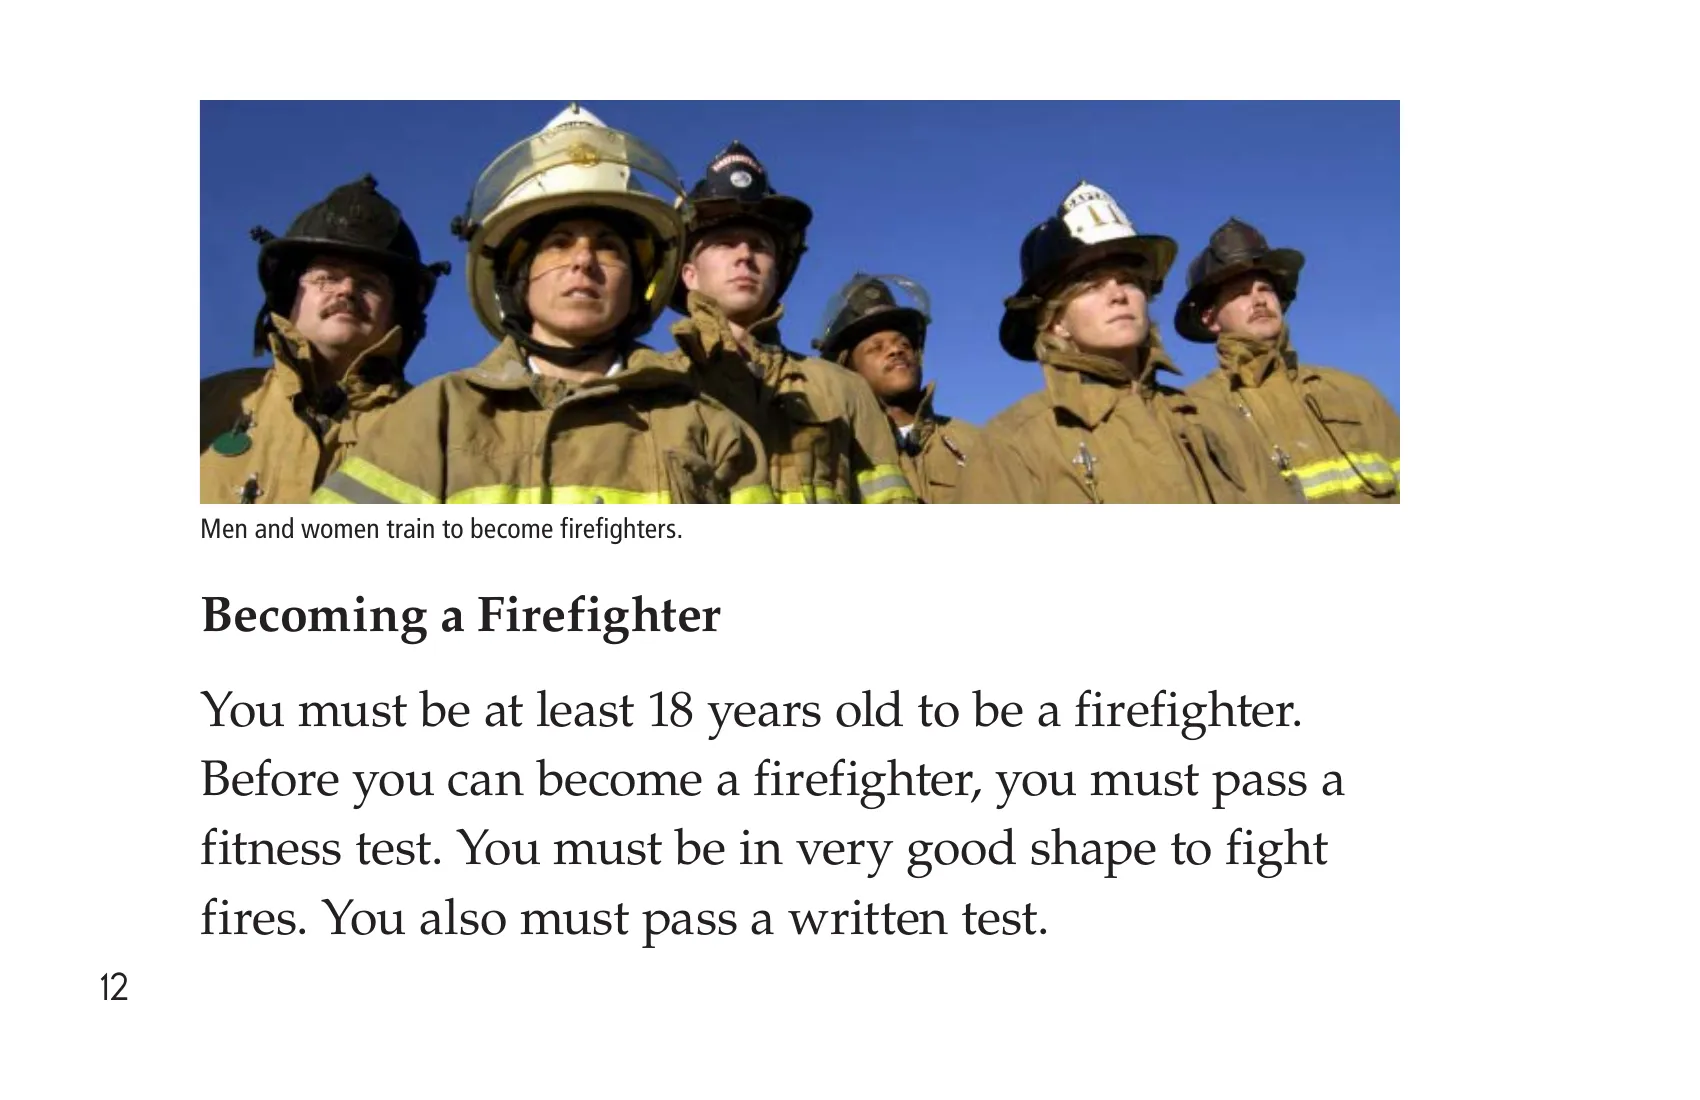 Men and women train to become firefighters.
Becoming a Firefighter
You must be at least 18 years old to be a firefighter.
Before you can become a firefighter, you must pass a
fitness test. You must be in very good shape to fight
fires. You also must pass a written test.
12